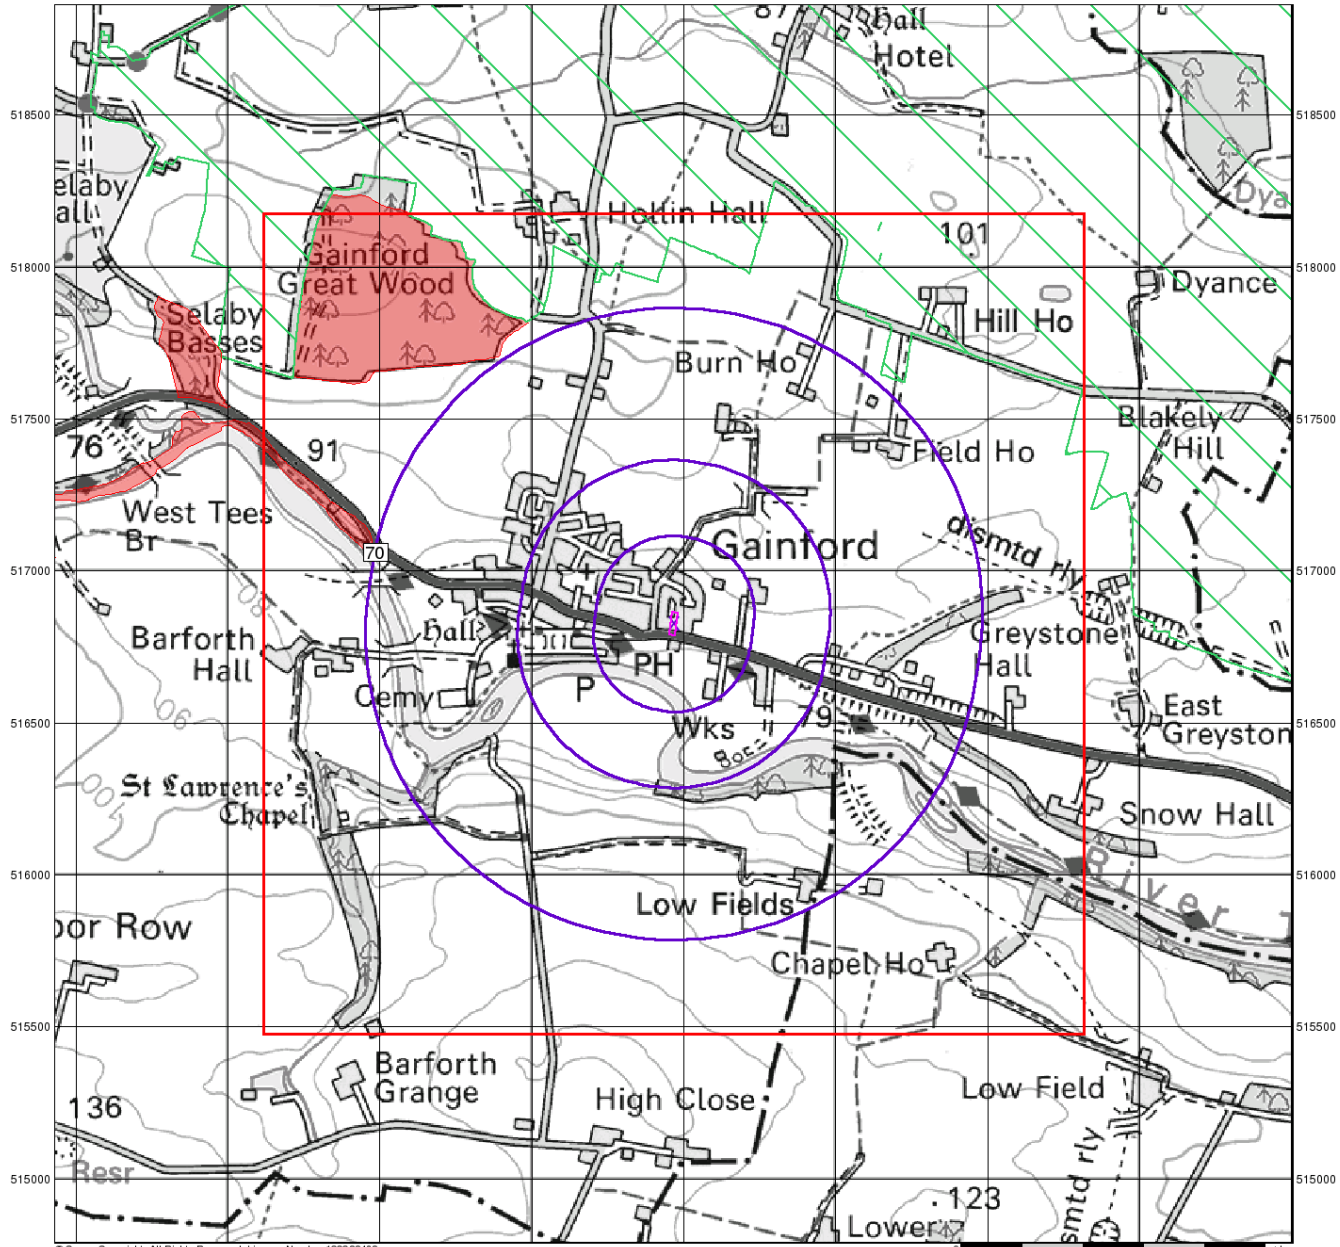 Hall
Hotel
518500
518500
elaby
all
Dya
Hollin Hall
101
Gainford
Great Wood
518000
518000
Dyance
Selaby
Basses
Hill Ho
Burn Ho
517500
517500
Blakely
Hill
76
91
Field Ho
West Tees
Br
dismtd rly
Gainford
70
517000
517000
80
Barforth
Hall
Hall
PH
Greystone
Hall
Cemy
P
90
Wks
79
East
Greyston
516500
516500
100
St Lawrence's
Chapel
Snow Hall
River T
516000
516000
Low Fields
oor Row
Chapel Ho
515500
515500
Barforth
Grange
136
High Close
Low Field
Resr
smtd rly
515000
515000
123
Lower